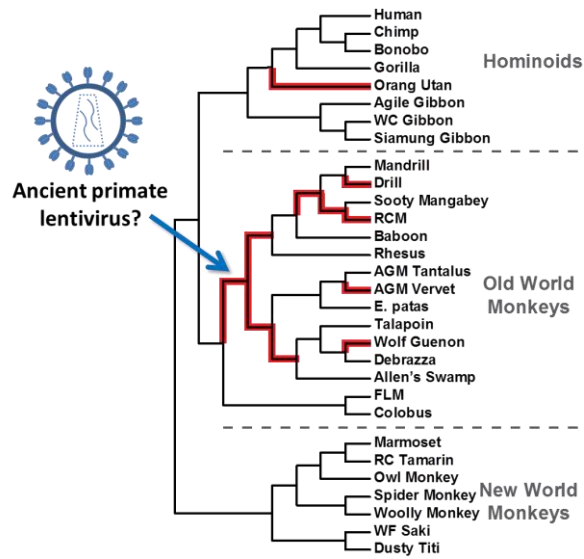 Human
Chimp
Bonobo
Gorilla
Orang Utan
Agile Gibbon
WC Gibbon
Siamung Gibbon
Hominoids
Ancient primate
lentivirus?
Mandrill
Drill
Sooty Mangabey
RCM
Baboon
Rhesus
AGM Tantalus
AGM Vervet
E. patas
Talapoin
Wolf Guenon
Debrazza
Allen's Swamp
FLM
Colobus
Old World
Monkeys
Marmoset
RC Tamarin
Owl Monkey
Spider Monkey
Woolly Monkey
WF Saki
Dusty Titi
New World
Monkeys